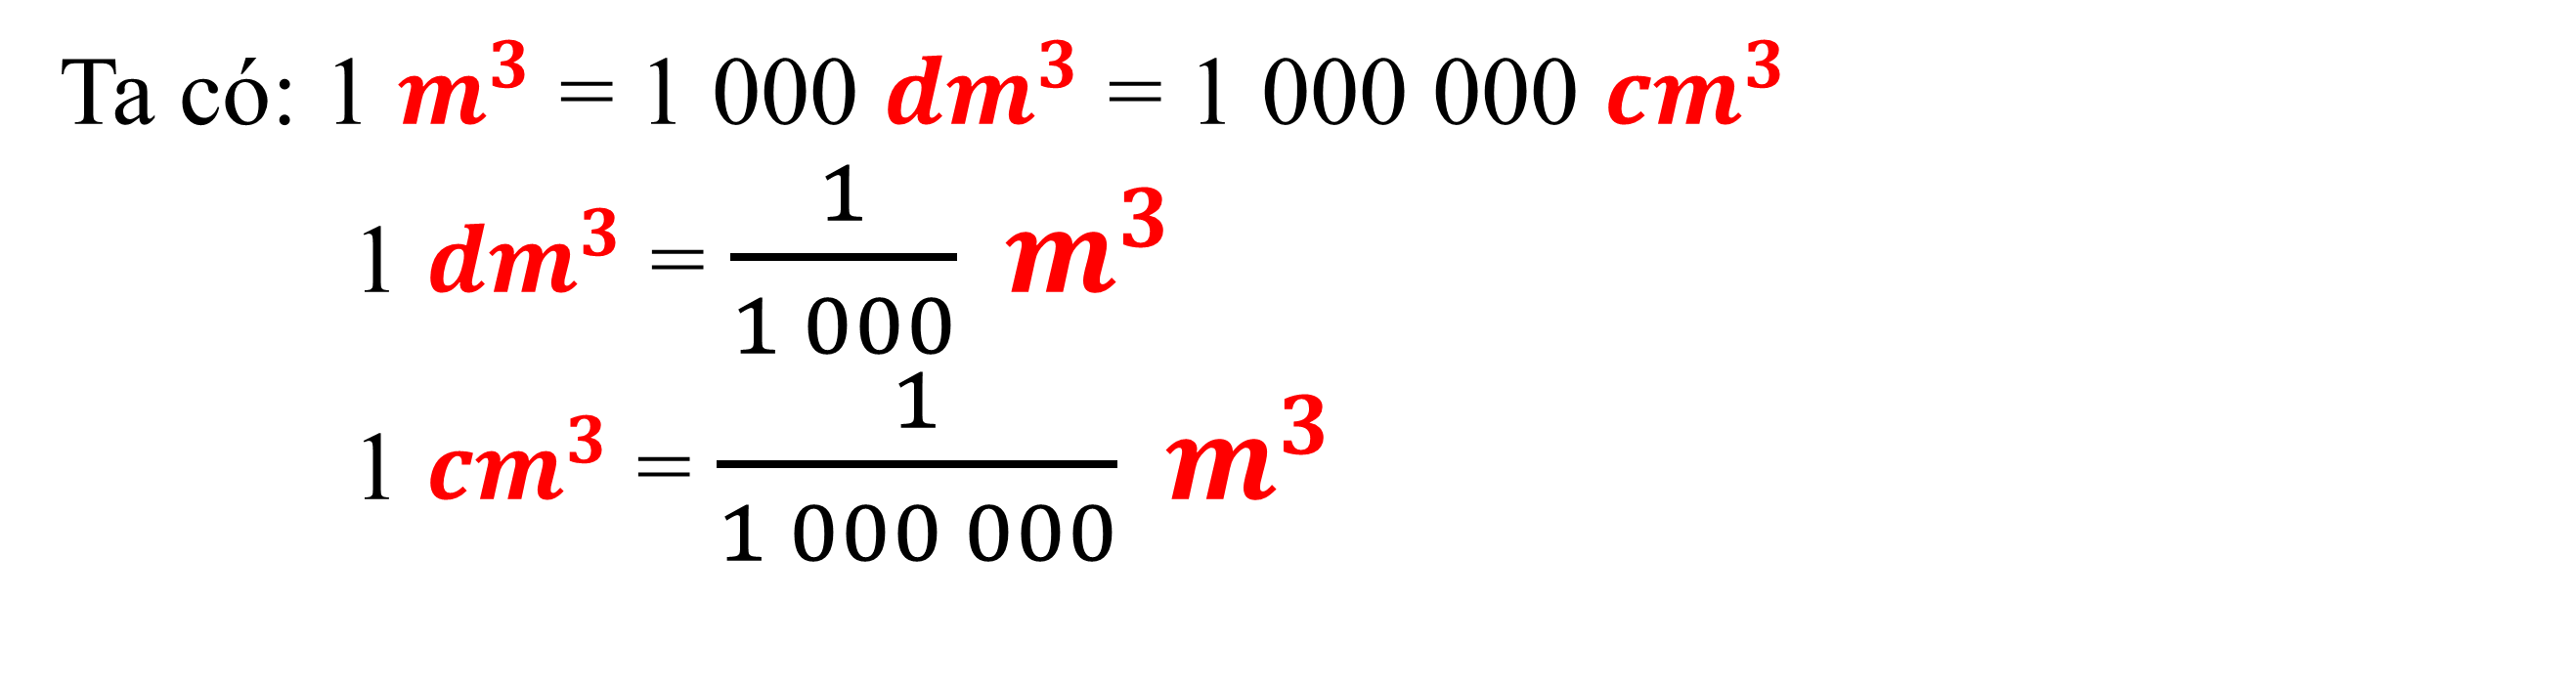 Ta có: 1 m³ = 1 000 dm³ = 1 000 000 cm³
1 dm³ = 1/1 000 m³
1 cm³ = 1/1 000 000 m³